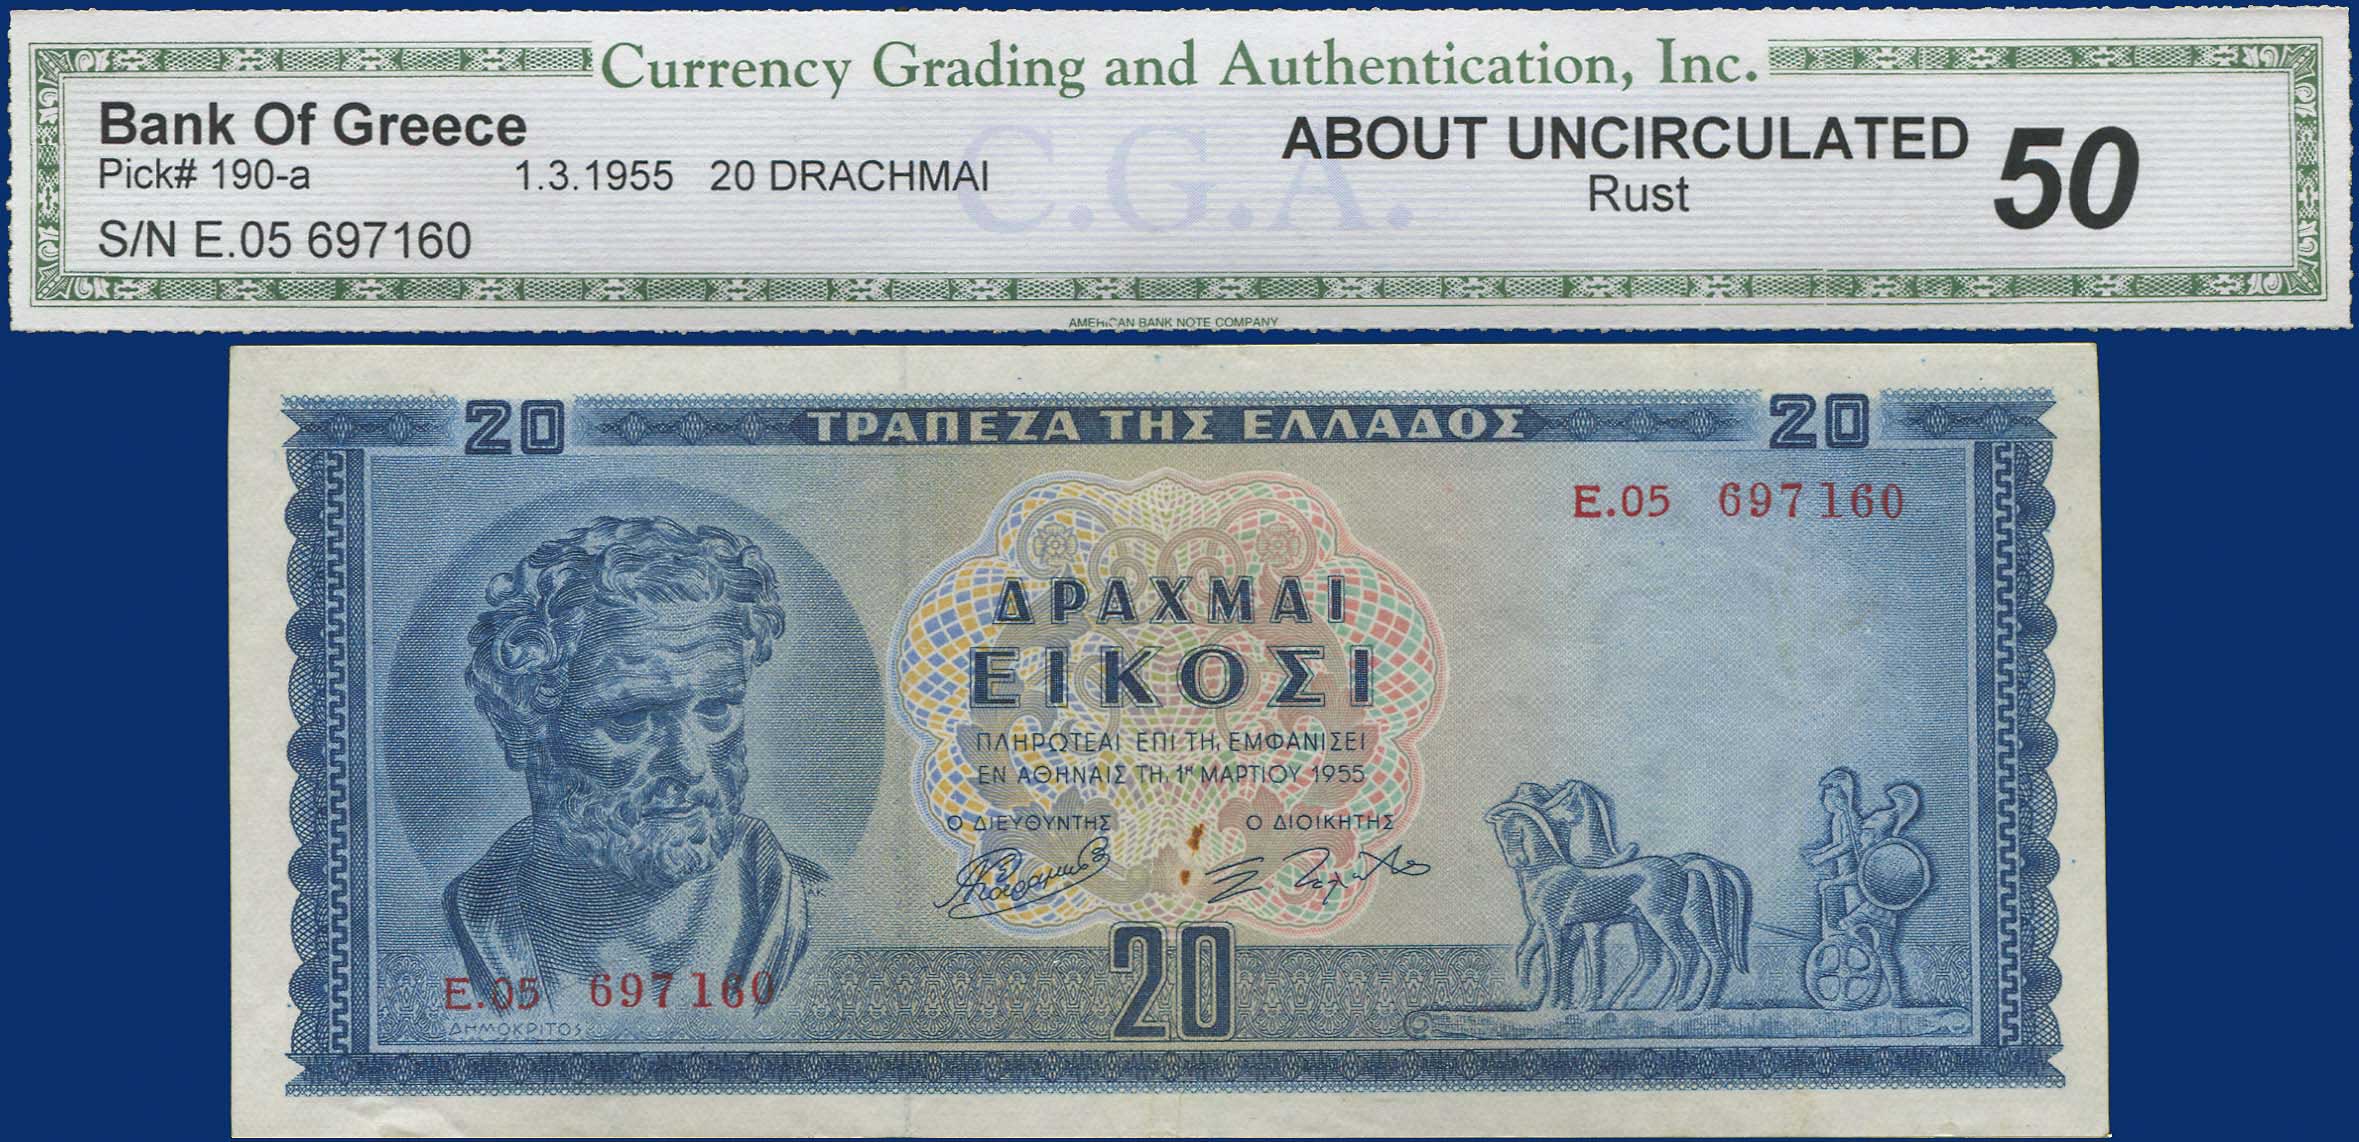 Currency Grading and Authentication, Inc.
Bank Of Greece
Pick# 190-a 1.3.1955 20 DRACHMAI
S/N E.05 697160
C.G.A.
ABOUT UNCIRCULATED 50
Rust
AMERICAN BANK NOTE COMPANY
20 ΤΡΑΠΕΖΑ ΤΗΣ ΕΛΛΑΔΟΣ 20
E.05 697160
ΔΡΑΧΜΑΙ
ΕΙΚΟΣΙ
ΠΛΗΡΩΤΕΑΙ ΕΠΙ ΤΗ, ΕΜΦΑΝΙΣΕΙ
ΕΝ ΑΘΗΝΑΙΣ ΤΗ, 1ῃ ΜΑΡΤΙΟΥ 1955
Ο ΔΙΕΥΘΥΝΤΗΣ Ο ΔΙΟΙΚΗΤΗΣ
20
E.05 697160
ΔΗΜΟΚΡΙΤΟΣ